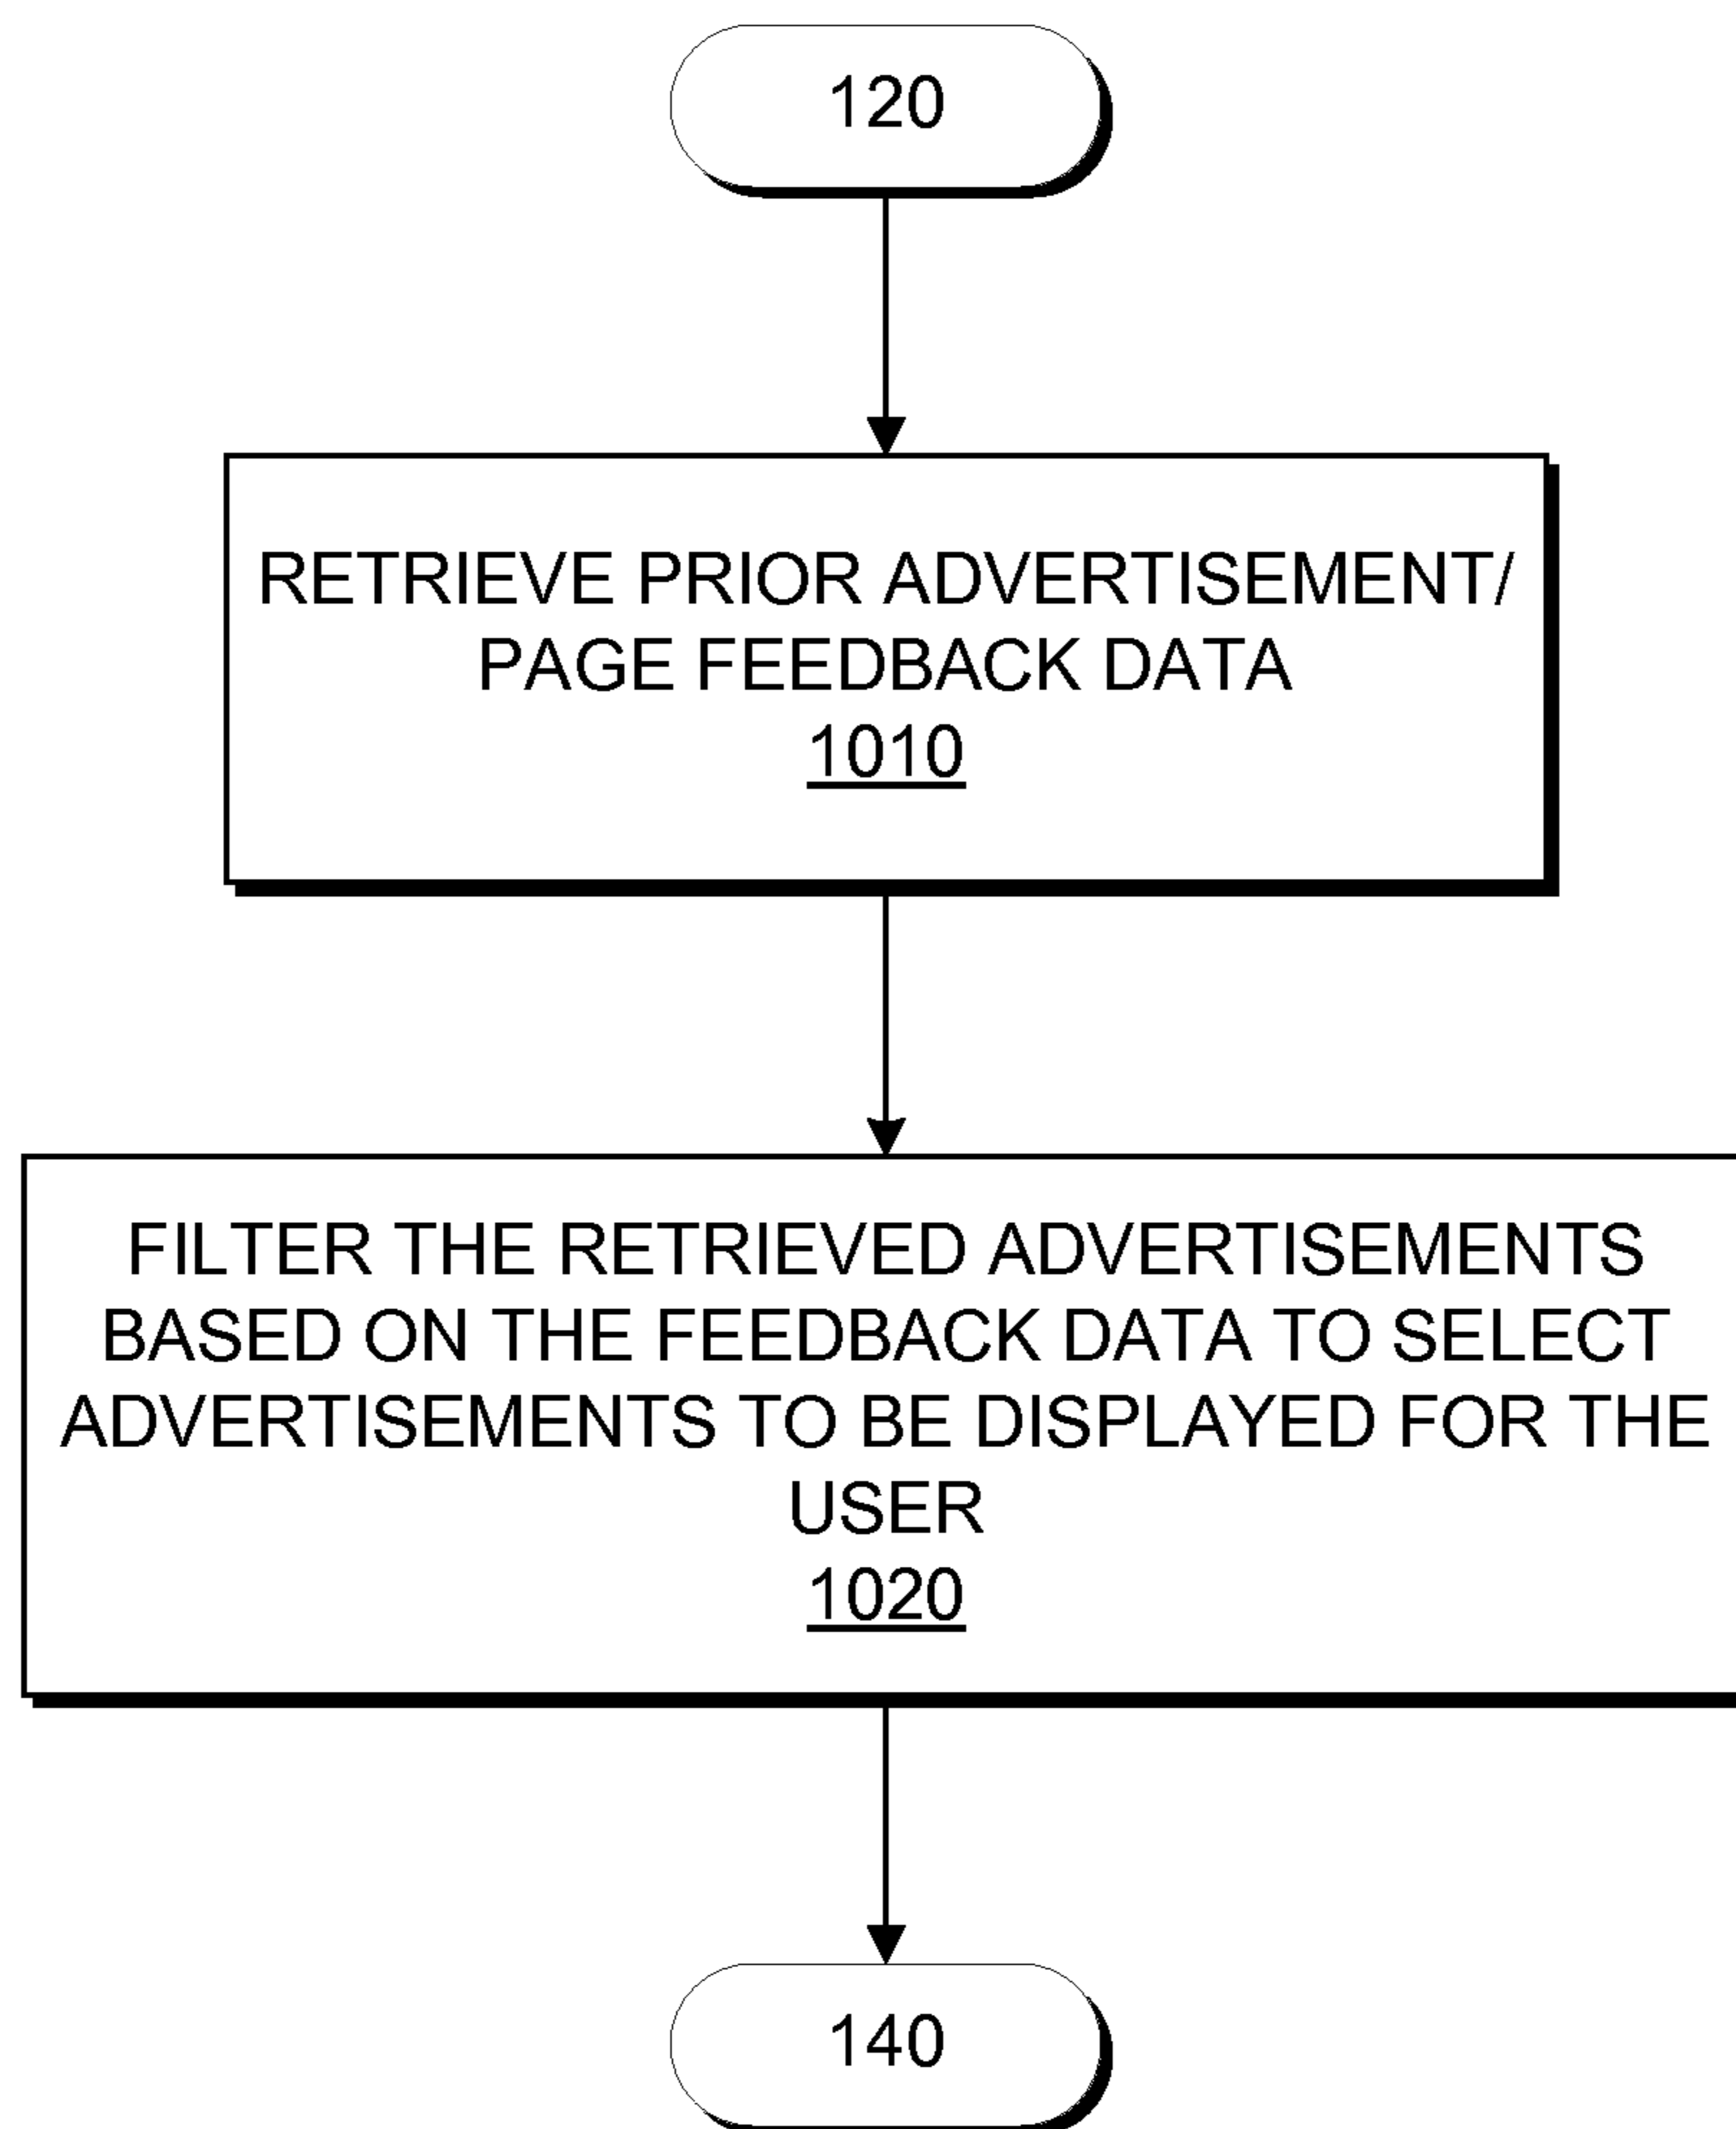 120
RETRIEVE PRIOR ADVERTISEMENT/
PAGE FEEDBACK DATA
1010
FILTER THE RETRIEVED ADVERTISEMENTS
BASED ON THE FEEDBACK DATA TO SELECT
ADVERTISEMENTS TO BE DISPLAYED FOR THE
USER
1020
140